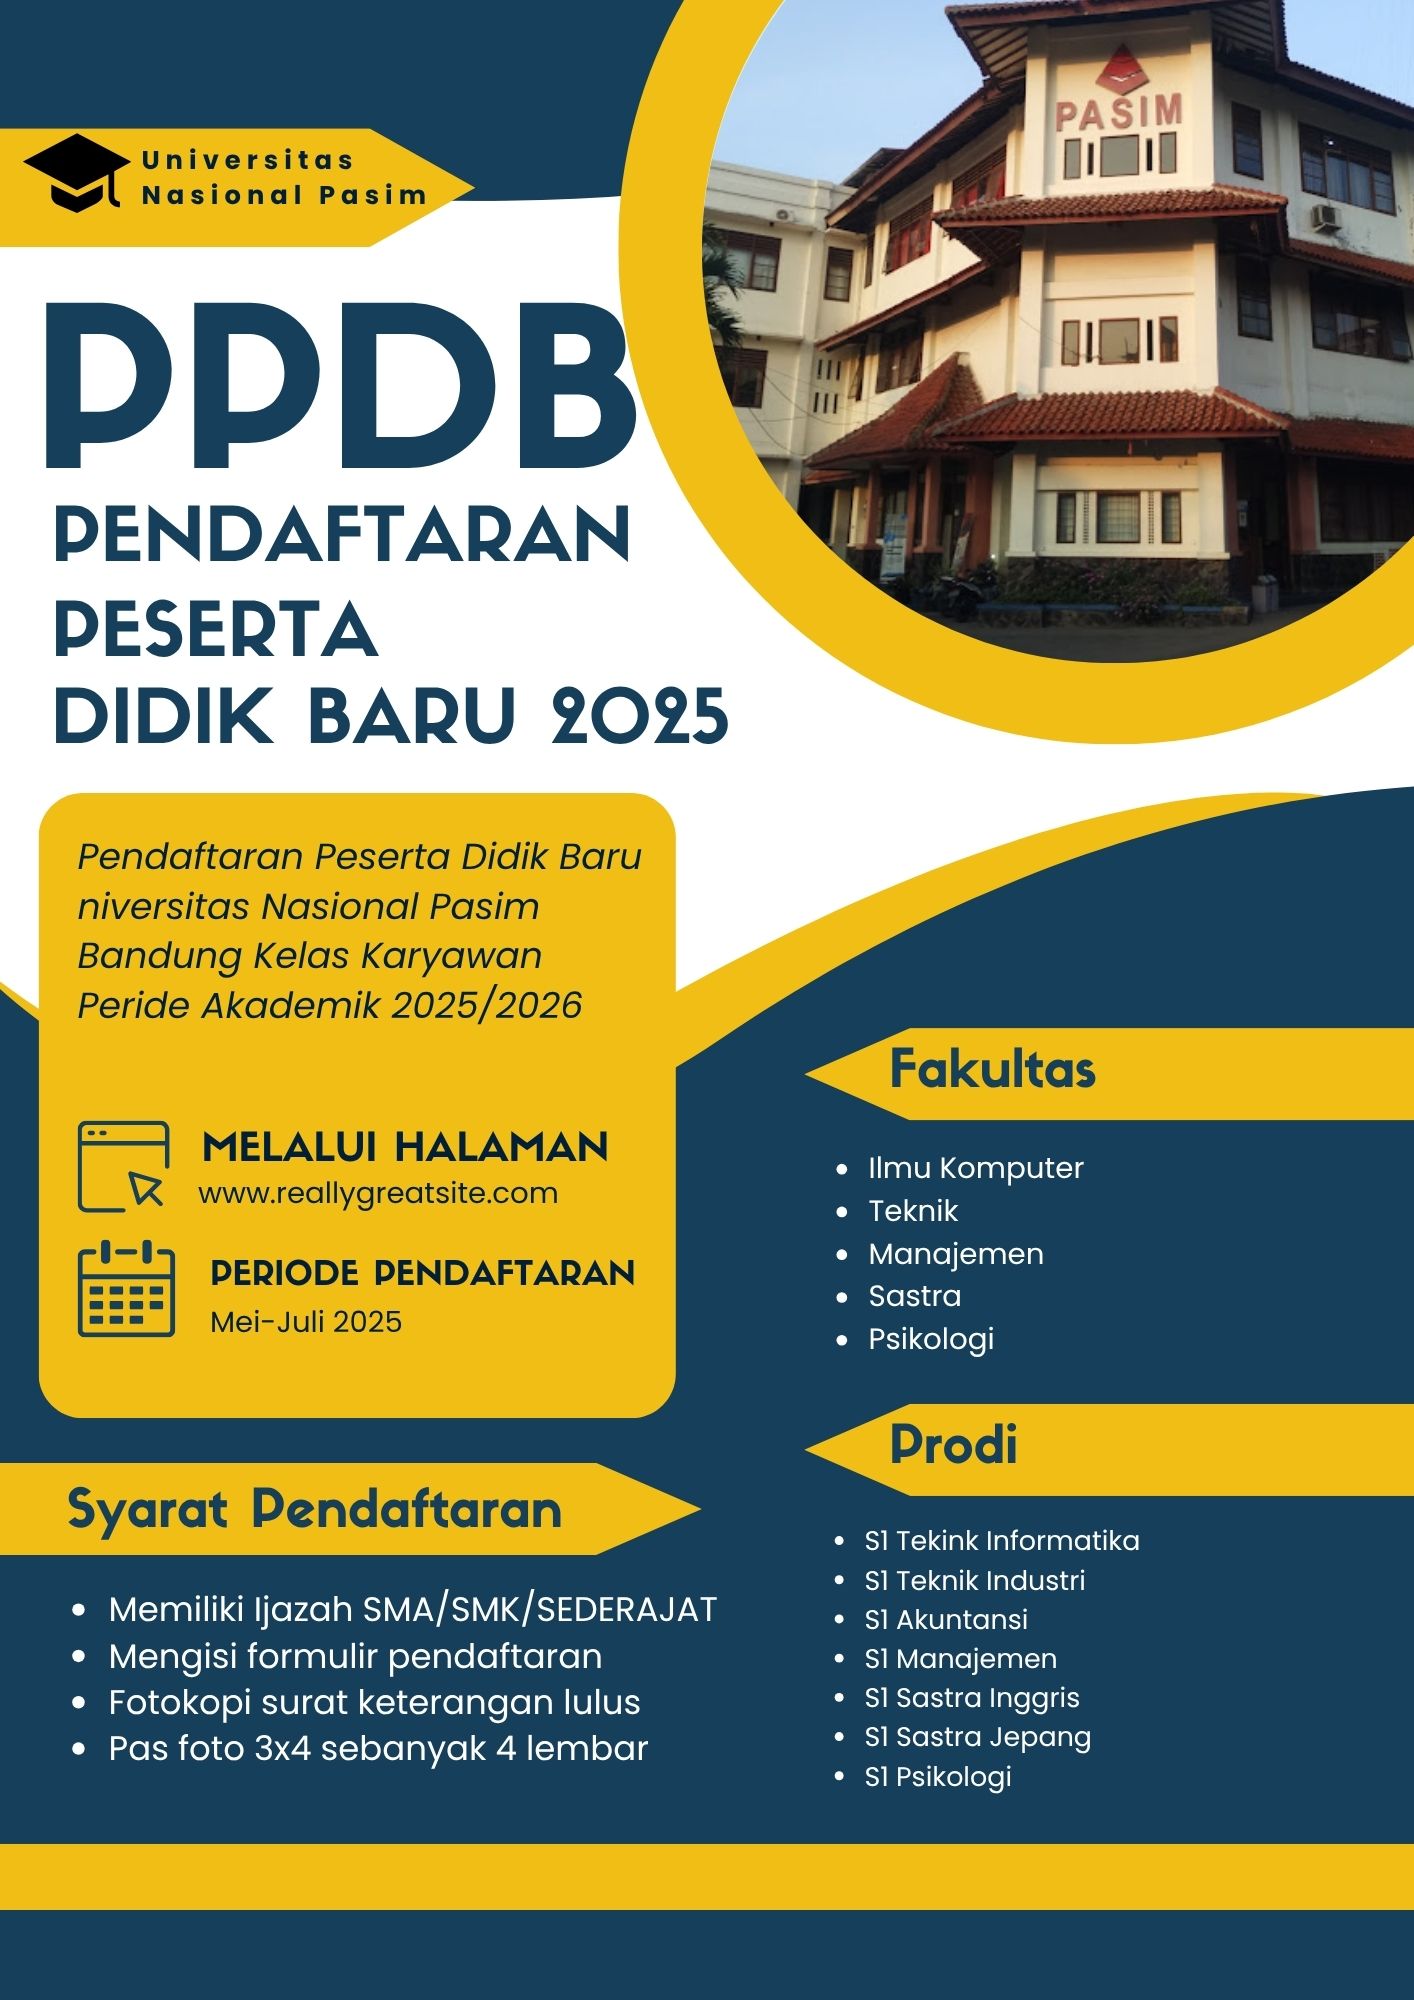 Universitas
Nasional Pasim
PASIM
PPDB
PENDAFTARAN
PESERTA
DIDIK BARU 2025
Pendaftaran Peserta Didik Baru
niversitas Nasional Pasim
Bandung Kelas Karyawan
Peride Akademik 2025/2026
MELALUI HALAMAN
www.reallygreatsite.com
PERIODE PENDAFTARAN
Mei-Juli 2025
Syarat Pendaftaran
• Memiliki Ijazah SMA/SMK/SEDERAJAT
• Mengisi formulir pendaftaran
• Fotokopi surat keterangan lulus
• Pas foto 3x4 sebanyak 4 lembar
Fakultas
• Ilmu Komputer
• Teknik
• Manajemen
• Sastra
• Psikologi
Prodi
• S1 Tekink Informatika
• S1 Teknik Industri
• S1 Akuntansi
• S1 Manajemen
• S1 Sastra Inggris
• S1 Sastra Jepang
• S1 Psikologi